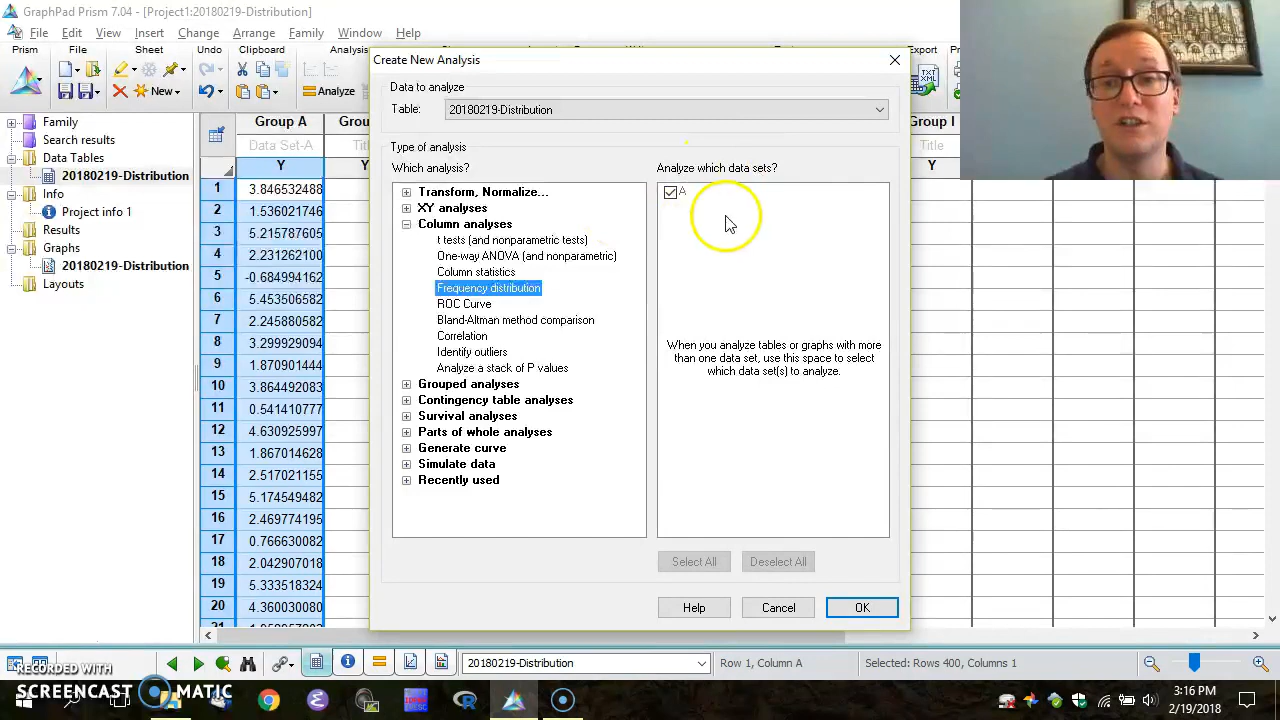 GraphPad Prism 7.04 - [Project1:20180219-Distribution]
File Edit View Insert Change Arrange Family Window Help
Prism File Sheet Undo Clipboard Analysis Export
New
Analyze
TXT
XML
Family
Search results
Data Tables
20180219-Distribution
Info
Project info 1
Results
Graphs
20180219-Distribution
Layouts
Group A
Data Set-A
Y
Group I
Title
Y
1 3.846532488
2 1.536021746
3 5.215787605
4 2.231262100
5 -0.684994162
6 5.453506582
7 2.245880582
8 3.299929094
9 1.870901444
10 3.864492083
11 0.541410777
12 4.630925997
13 1.867014628
14 2.517021155
15 5.174549482
16 2.469774195
17 0.766630082
18 2.042907018
19 5.333518324
20 4.360030080
Create New Analysis
Data to analyze
Table: 20180219-Distribution
Type of analysis
Which analysis?
Transform, Normalize...
XY analyses
Column analyses
t tests (and nonparametric tests)
One-way ANOVA (and nonparametric)
Column statistics
Frequency distribution
ROC Curve
Bland-Altman method comparison
Correlation
Identify outliers
Analyze a stack of P values
Grouped analyses
Contingency table analyses
Survival analyses
Parts of whole analyses
Generate curve
Simulate data
Recently used
Analyze which data sets?
A
When you analyze tables or graphs with more
than one data set, use this space to select
which data set(s) to analyze.
Select All Deselect All
Help Cancel OK
20180219-Distribution Row 1, Column A Selected: Rows 400, Columns 1
RECORDED WITH
SCREENCAST MATIC
3:16 PM
2/19/2018